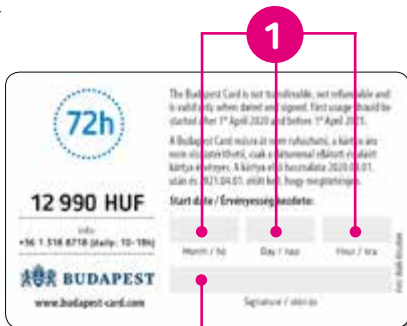 1
72h
12 990 HUF
Info:
+36 1 318 8718 (daily: 10-18h)
BUDAPEST
www.budapest-card.com
The Budapest Card is not transferable, not refundable and
is valid only when dated and signed. First usage should be
started after 1st April 2020 and before 1st April 2021.
A Budapest Card másra át nem ruházható, a kártya ára
nem visszatéríthető, csak a dátummal ellátott és aláírt
kártya érvényes. A kártya első használata 2020.04.01.
után és 2021.04.01. előtt kell, hogy megtörténjen.
Start date / Érvényesség kezdete:
Month / hó
Day / nap
Hour / óra
Signature / aláírás